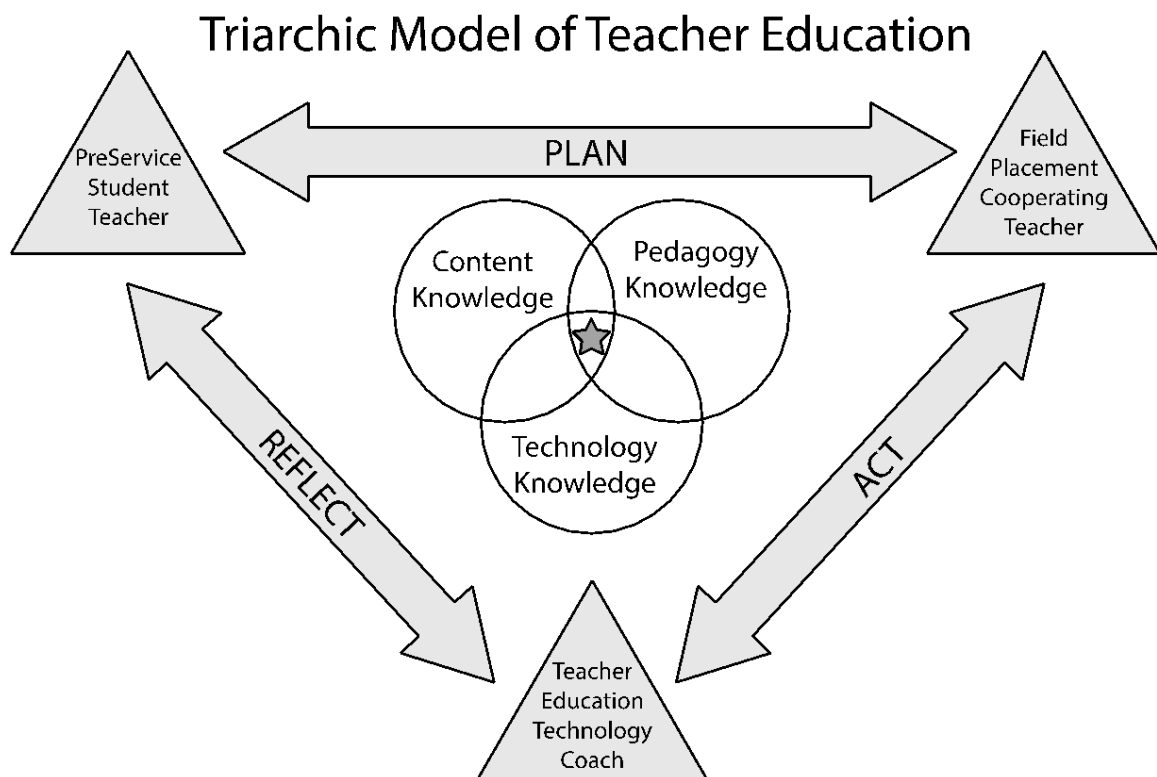 Triarchic Model of Teacher Education
PreService
Student
Teacher
PLAN
Field
Placement
Cooperating
Teacher
Content
Knowledge
Pedagogy
Knowledge
Technology
Knowledge
REFLECT
ACT
Teacher
Education
Technology
Coach